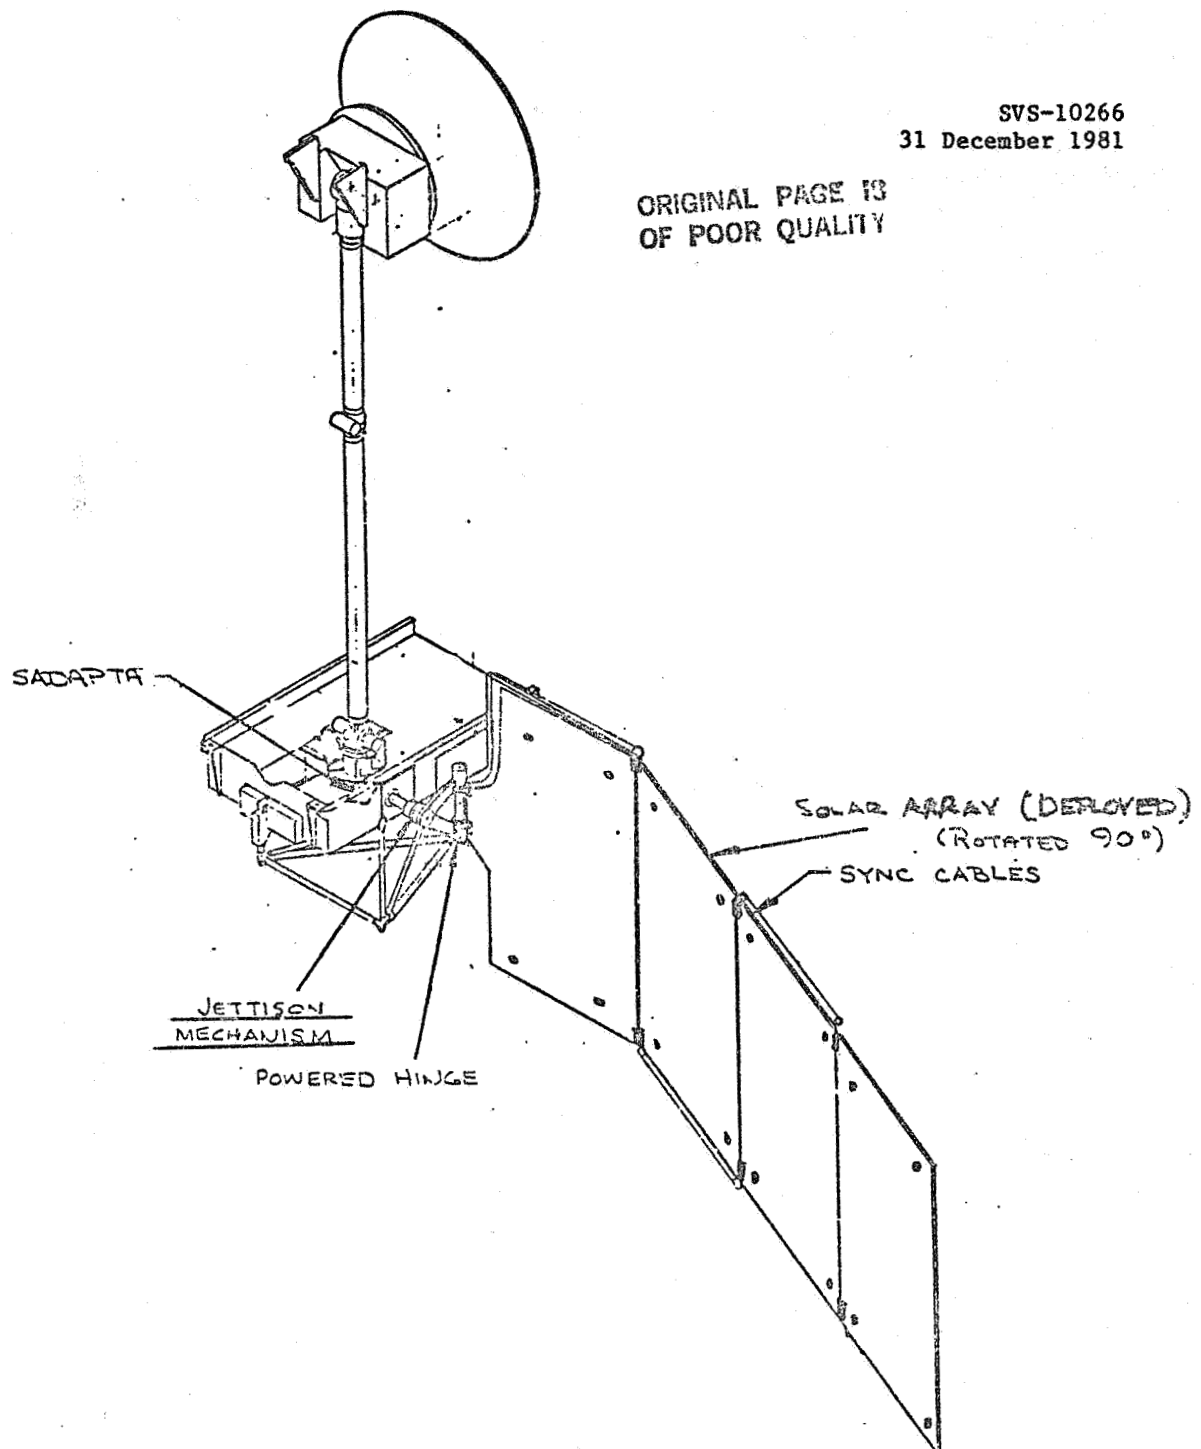 SVS-10266
31 December 1981
ORIGINAL PAGE IS
OF POOR QUALITY
SADAPTA
SOLAR ARRAY (DEPLOYED)
(ROTATED 90°)
SYNC CABLES
JETTISON
MECHANISM
POWERED HINGE